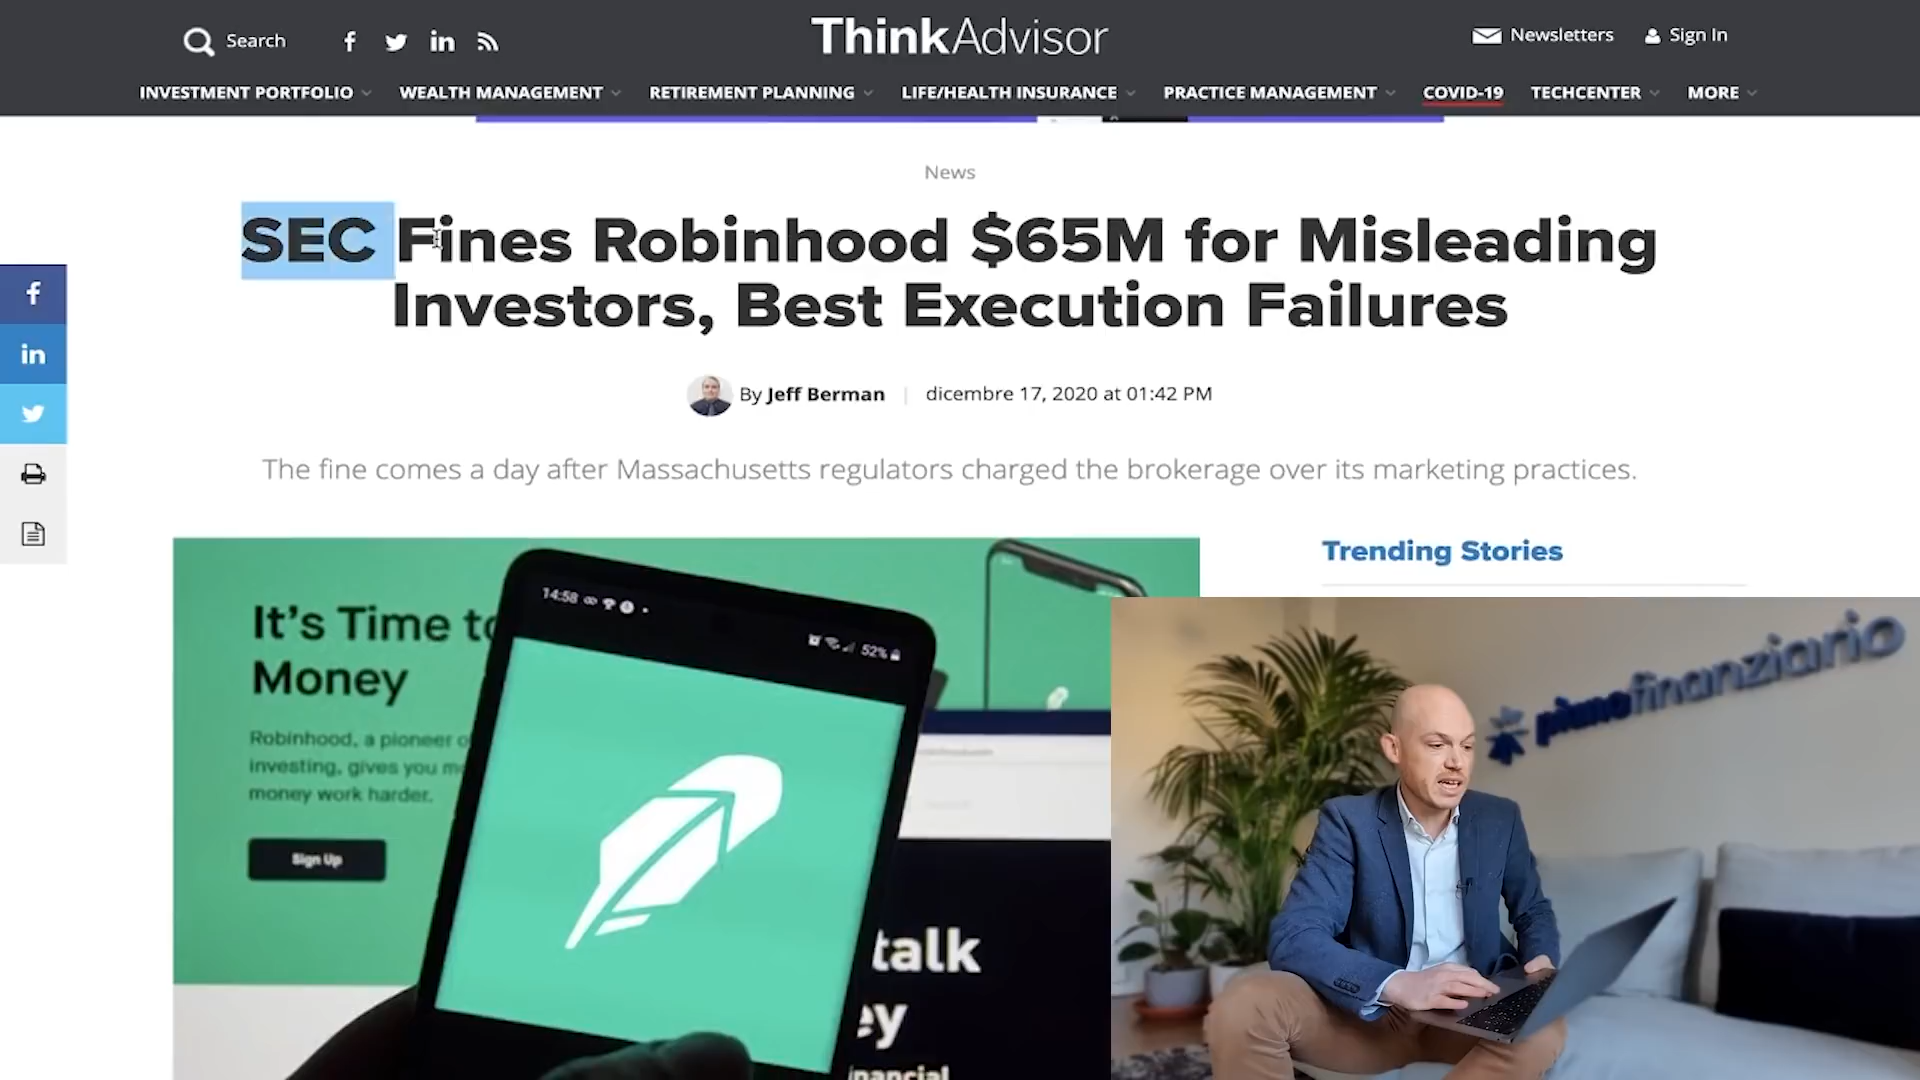 Search
ThinkAdvisor
Newsletters
Sign In
INVESTMENT PORTFOLIO
WEALTH MANAGEMENT
RETIREMENT PLANNING
LIFE/HEALTH INSURANCE
PRACTICE MANAGEMENT
COVID-19
TECHCENTER
MORE
News
SEC Fines Robinhood $65M for Misleading
Investors, Best Execution Failures
By Jeff Berman | dicembre 17, 2020 at 01:42 PM
The fine comes a day after Massachusetts regulators charged the brokerage over its marketing practices.
Trending Stories
It's Time to
Money
Robinhood, a pioneer o
investing, gives you m
money work harder.
Sign Up
14:58
52%
talk
ey
inancial
pianofinanziario